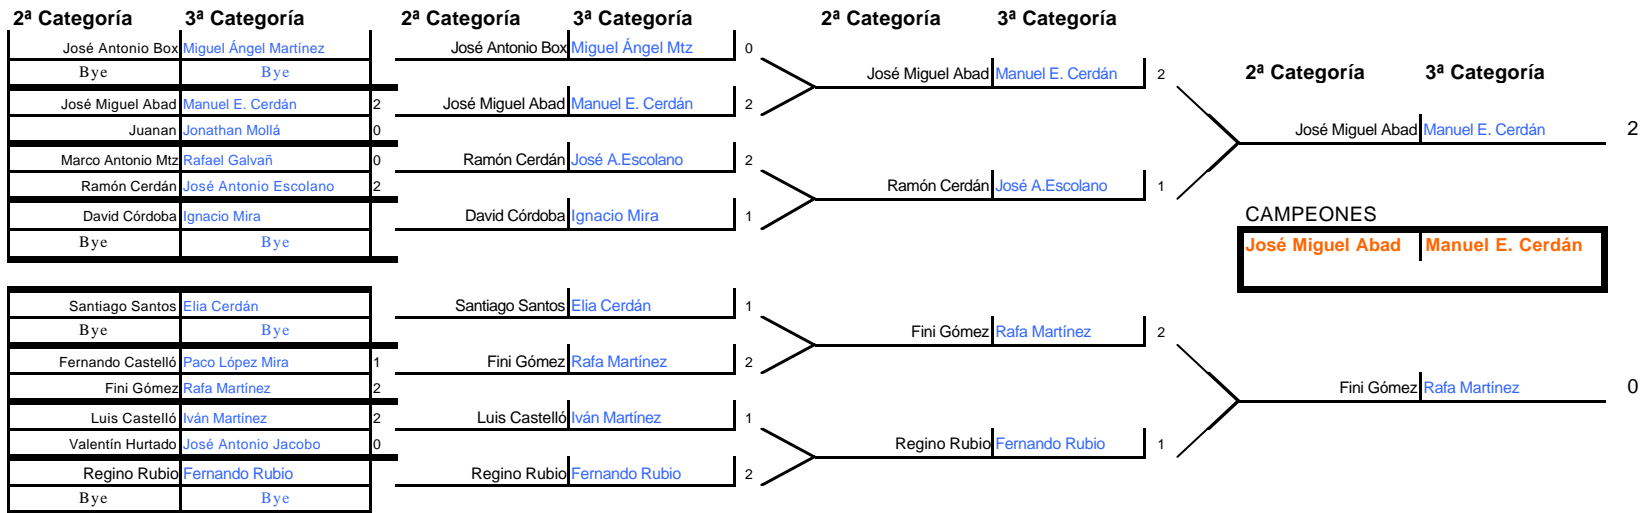 2ª Categoría 3ª Categoría 2ª Categoría 3ª Categoría 2ª Categoría 3ª Categoría
José Antonio Box Miguel Ángel Martínez José Antonio Box Miguel Ángel Mtz 0
Bye Bye José Miguel Abad Manuel E. Cerdán 2 2ª Categoría 3ª Categoría
José Miguel Abad Manuel E. Cerdán 2 José Miguel Abad Manuel E. Cerdán 2
Juanan Jonathan Mollá 0 José Miguel Abad Manuel E. Cerdán 2
Marco Antonio Mtz Rafael Galvañ 0 Ramón Cerdán José A.Escolano 2
Ramón Cerdán José Antonio Escolano 2 Ramón Cerdán José A.Escolano 1
David Córdoba Ignacio Mira David Córdoba Ignacio Mira 1 CAMPEONES
Bye Bye José Miguel Abad Manuel E. Cerdán
Santiago Santos Elia Cerdán Santiago Santos Elia Cerdán 1
Bye Bye Fini Gómez Rafa Martínez 2
Fernando Castelló Paco López Mira 1 Fini Gómez Rafa Martínez 2
Fini Gómez Rafa Martínez 2 Fini Gómez Rafa Martínez 0
Luis Castelló Iván Martínez 2 Luis Castelló Iván Martínez 1
Valentín Hurtado José Antonio Jacobo 0 Regino Rubio Fernando Rubio 1
Regino Rubio Fernando Rubio Regino Rubio Fernando Rubio 2
Bye Bye